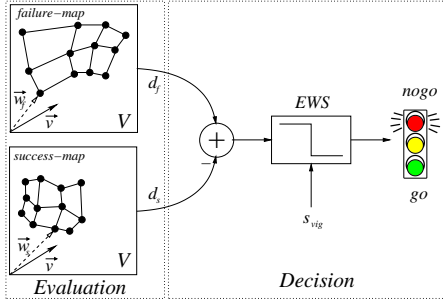 failure-map
w_f
v
V
d_f
success-map
w_s
v
V
d_s
Evaluation
+
−
EWS
s_vig
nogo
go
Decision